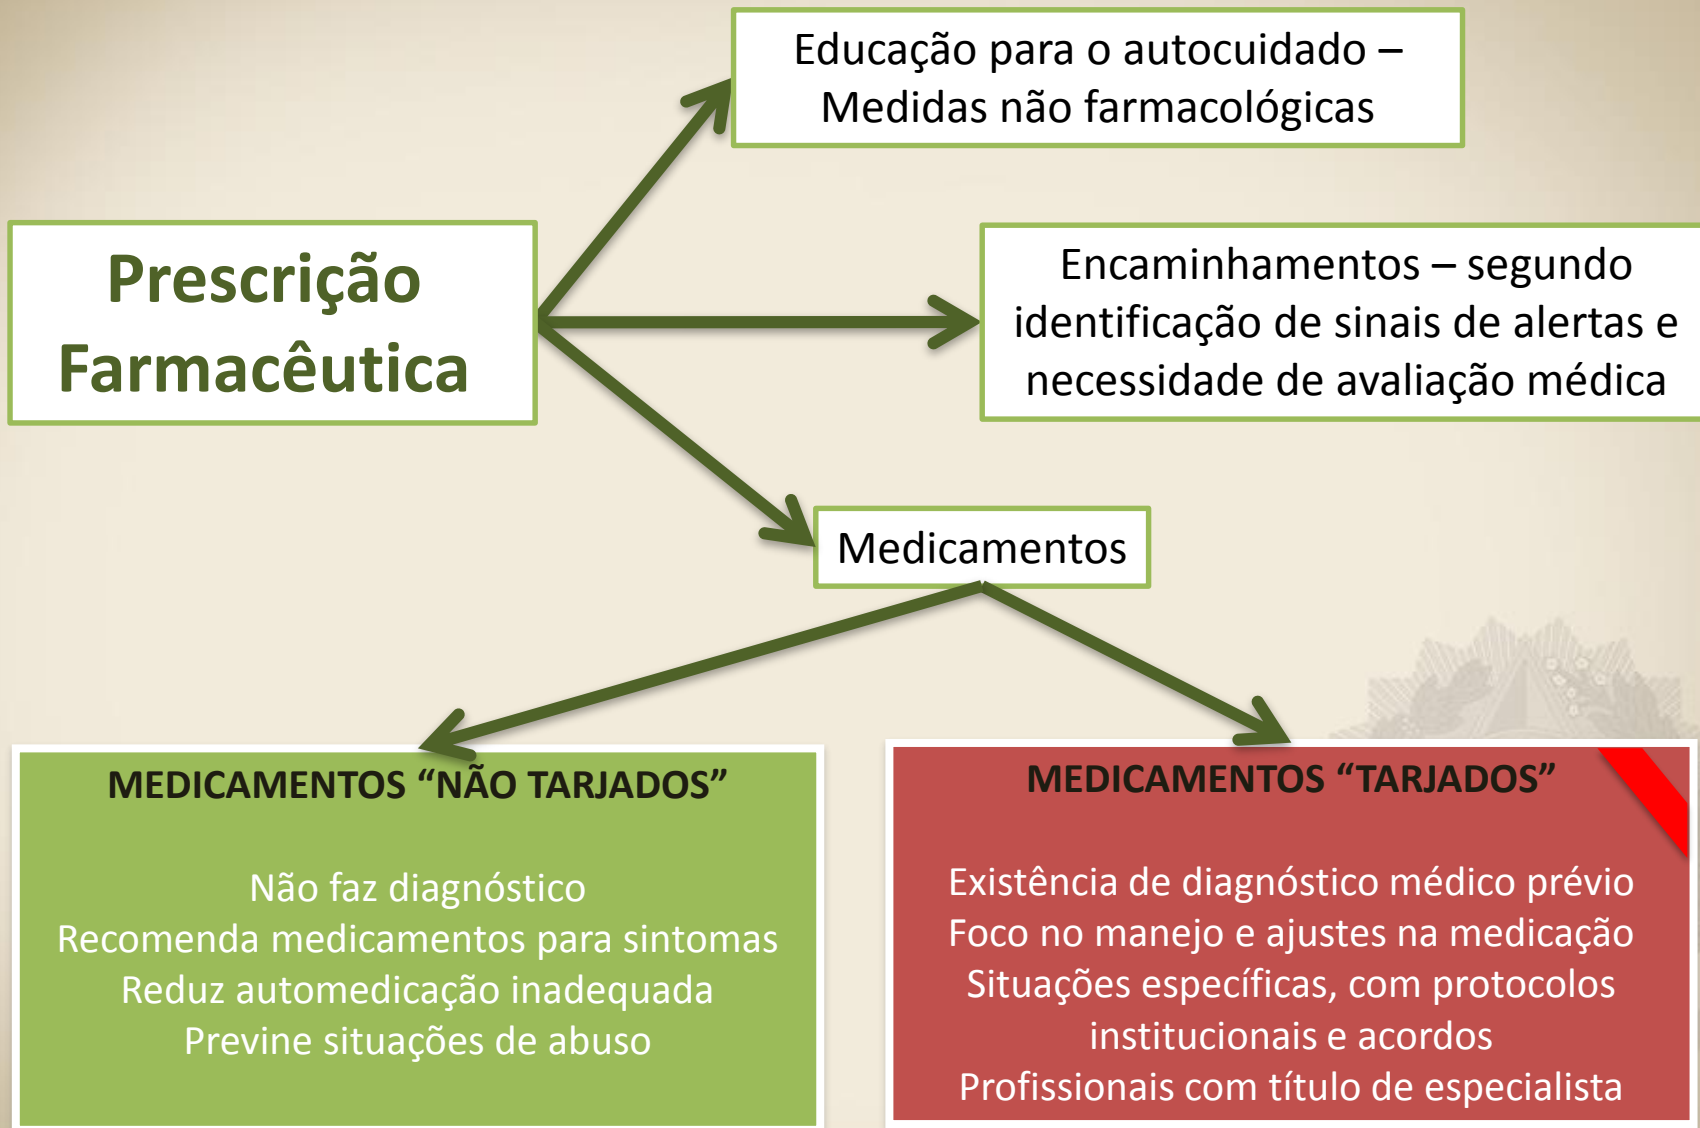 Educação para o autocuidado –
Medidas não farmacológicas
Prescrição
Farmacêutica
Encaminhamentos – segundo
identificação de sinais de alertas e
necessidade de avaliação médica
Medicamentos
MEDICAMENTOS “NÃO TARJADOS”
Não faz diagnóstico
Recomenda medicamentos para sintomas
Reduz automedicação inadequada
Previne situações de abuso
MEDICAMENTOS “TARJADOS”
Existência de diagnóstico médico prévio
Foco no manejo e ajustes na medicação
Situações específicas, com protocolos
institucionais e acordos
Profissionais com título de especialista